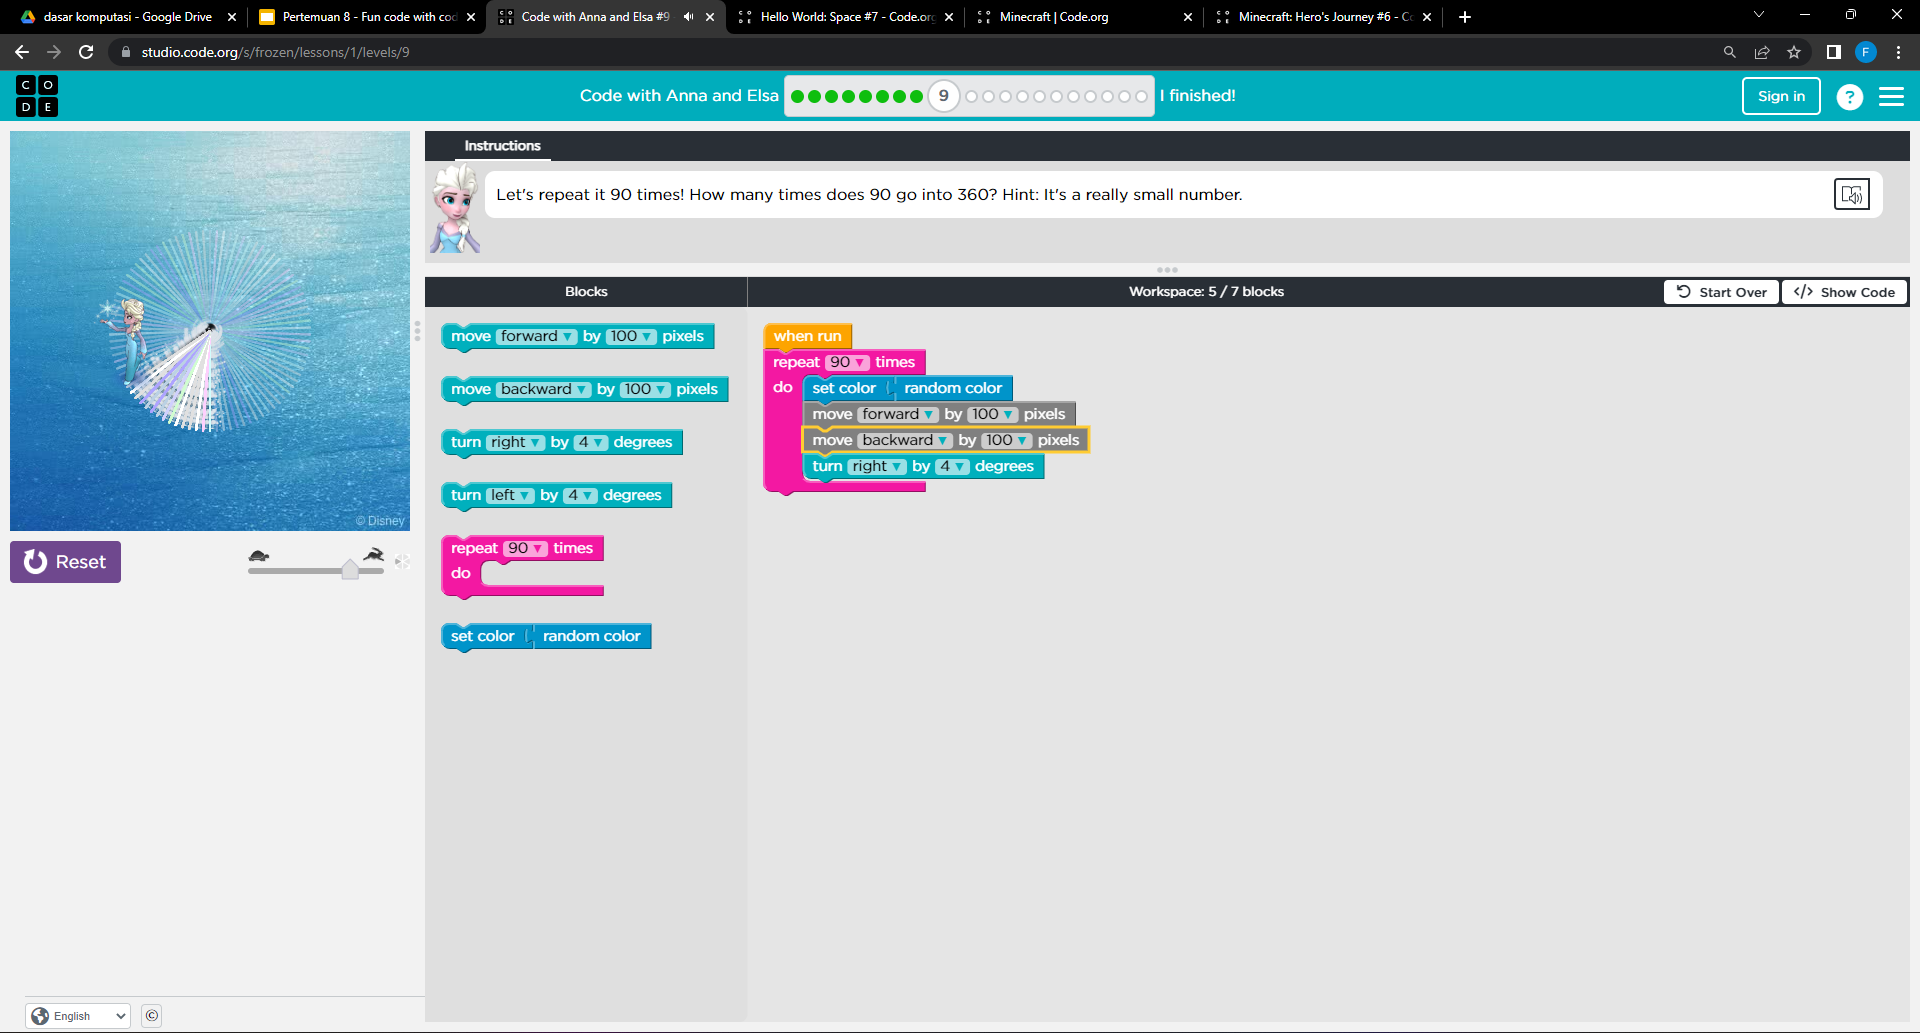 dasar komputasi - Google Drive
Pertemuan 8 - Fun code with cod
Code with Anna and Elsa #9
Hello World: Space #7 - Code.org
Minecraft | Code.org
Minecraft: Hero's Journey #6 - Co
studio.code.org/s/frozen/lessons/1/levels/9
F
C O
D E
Code with Anna and Elsa
9
I finished!
Sign in
?
© Disney
Reset
Instructions
Let's repeat it 90 times! How many times does 90 go into 360? Hint: It's a really small number.
Blocks
Workspace: 5 / 7 blocks
Start Over
</> Show Code
move forward ▼ by 100 ▼ pixels
move backward ▼ by 100 ▼ pixels
turn right ▼ by 4 ▼ degrees
turn left ▼ by 4 ▼ degrees
repeat 90 ▼ times
do
set color random color
when run
repeat 90 ▼ times
do set color random color
move forward ▼ by 100 ▼ pixels
move backward ▼ by 100 ▼ pixels
turn right ▼ by 4 ▼ degrees
English
©